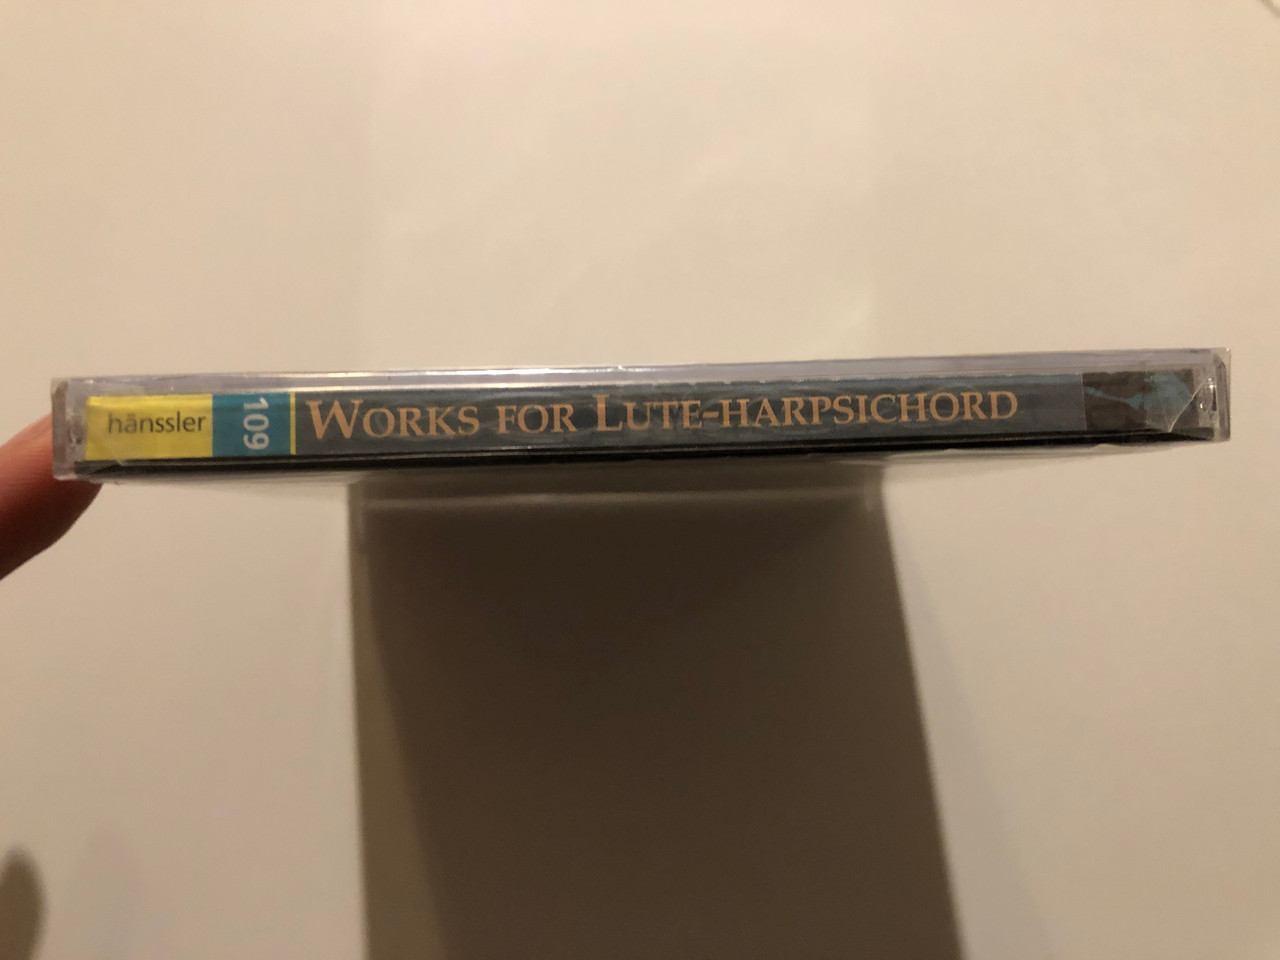 hänssler
109
WORKS FOR LUTE-HARPSICHORD